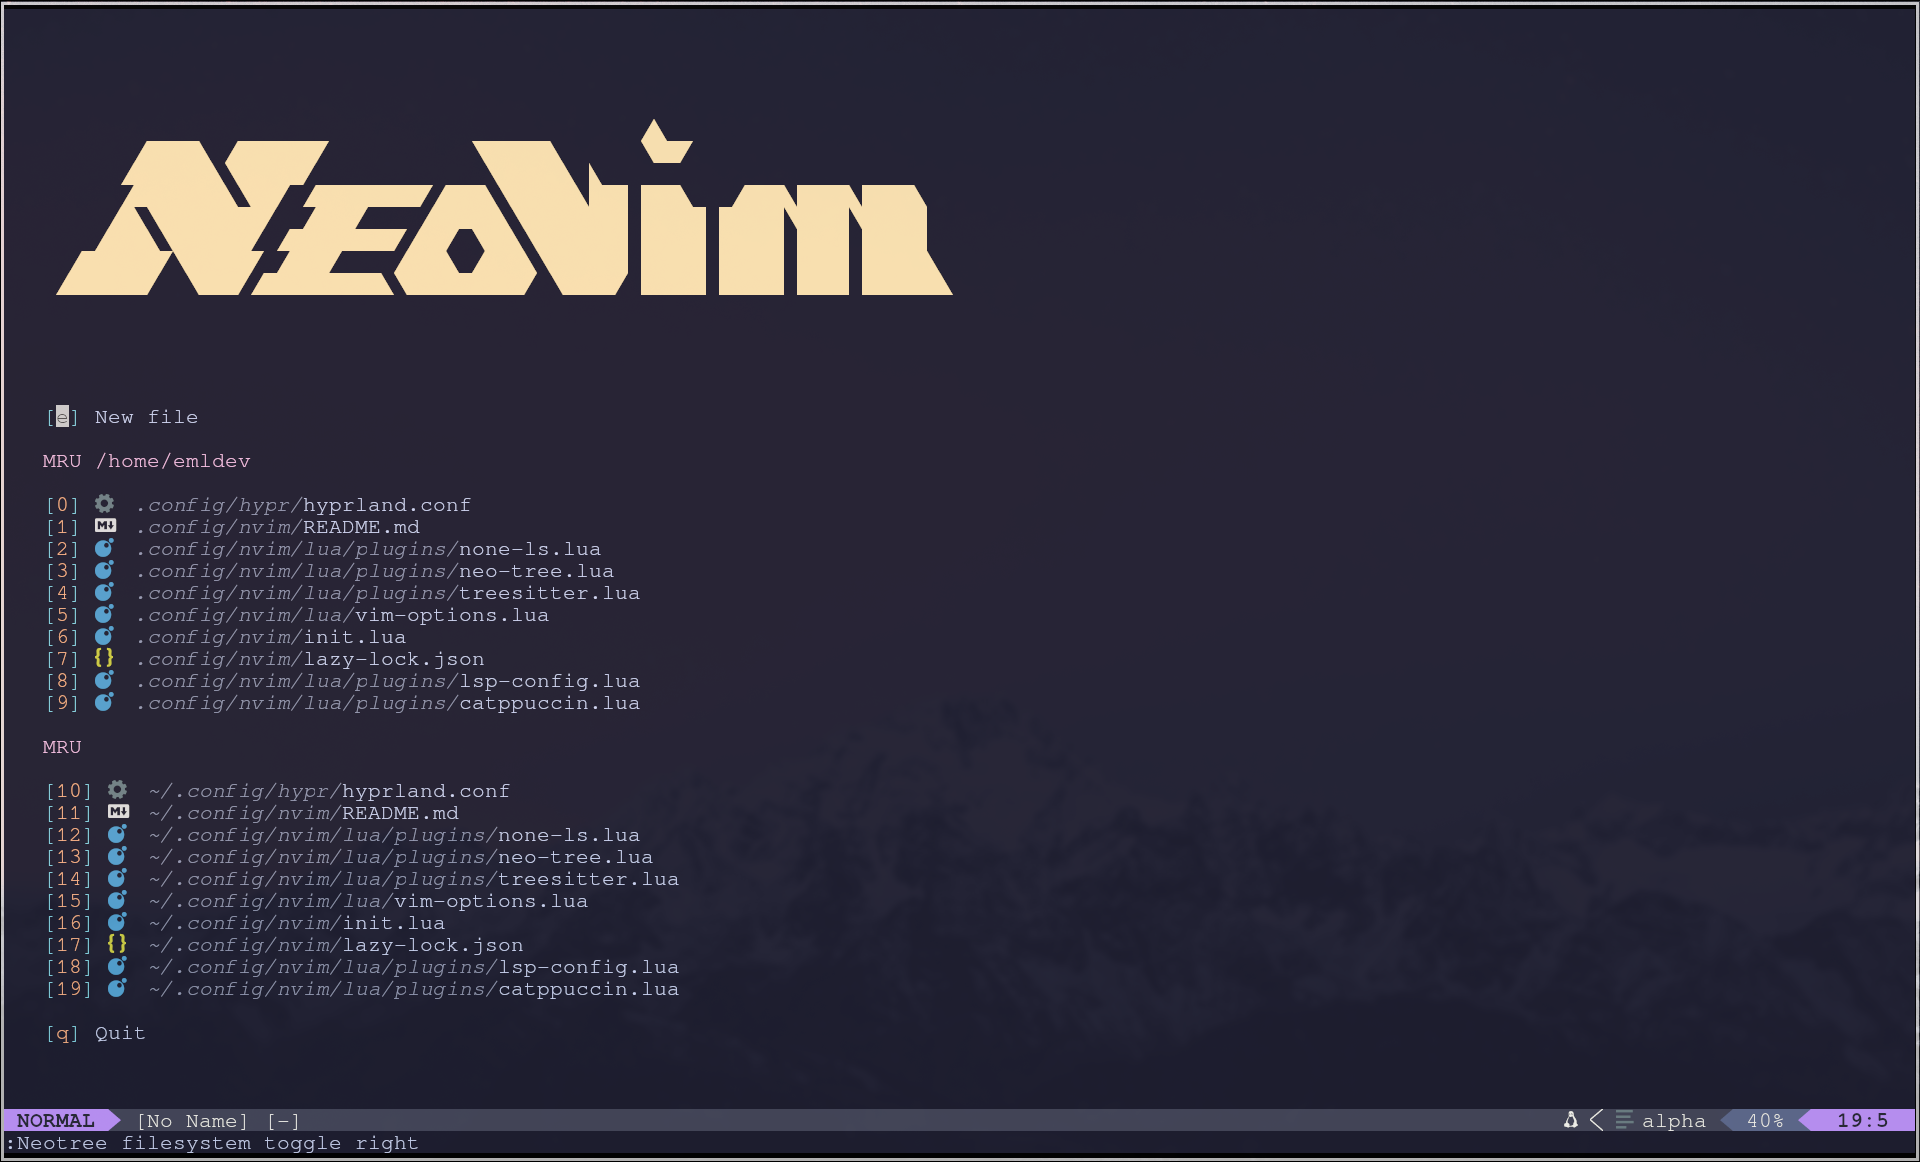 NEOVim
[e] New file
MRU /home/emldev
[0] .config/hypr/hyprland.conf
[1] .config/nvim/README.md
[2] .config/nvim/lua/plugins/none-ls.lua
[3] .config/nvim/lua/plugins/neo-tree.lua
[4] .config/nvim/lua/plugins/treesitter.lua
[5] .config/nvim/lua/vim-options.lua
[6] .config/nvim/init.lua
[7] {} .config/nvim/lazy-lock.json
[8] .config/nvim/lua/plugins/lsp-config.lua
[9] .config/nvim/lua/plugins/catppuccin.lua
MRU
[10] ~/.config/hypr/hyprland.conf
[11] ~/.config/nvim/README.md
[12] ~/.config/nvim/lua/plugins/none-ls.lua
[13] ~/.config/nvim/lua/plugins/neo-tree.lua
[14] ~/.config/nvim/lua/plugins/treesitter.lua
[15] ~/.config/nvim/lua/vim-options.lua
[16] ~/.config/nvim/init.lua
[17] {} ~/.config/nvim/lazy-lock.json
[18] ~/.config/nvim/lua/plugins/lsp-config.lua
[19] ~/.config/nvim/lua/plugins/catppuccin.lua
[q] Quit
NORMAL [No Name] [-] alpha 40% 19:5
:Neotree filesystem toggle right